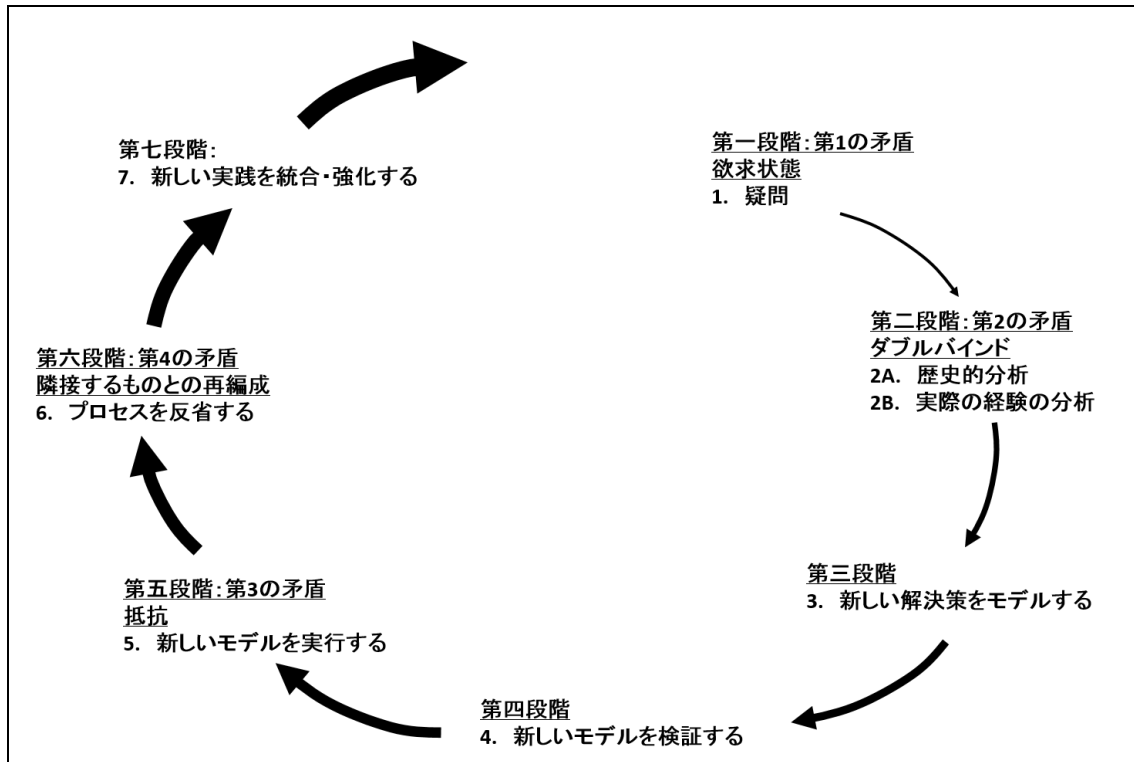 第一段階：第1の矛盾
欲求状態
1. 疑問
第二段階：第2の矛盾
ダブルバインド
2A. 歴史的分析
2B. 実際の経験の分析
第三段階
3. 新しい解決策をモデルする
第四段階
4. 新しいモデルを検証する
第五段階：第3の矛盾
抵抗
5. 新しいモデルを実行する
第六段階：第4の矛盾
隣接するものとの再編成
6. プロセスを反省する
第七段階：
7. 新しい実践を統合・強化する